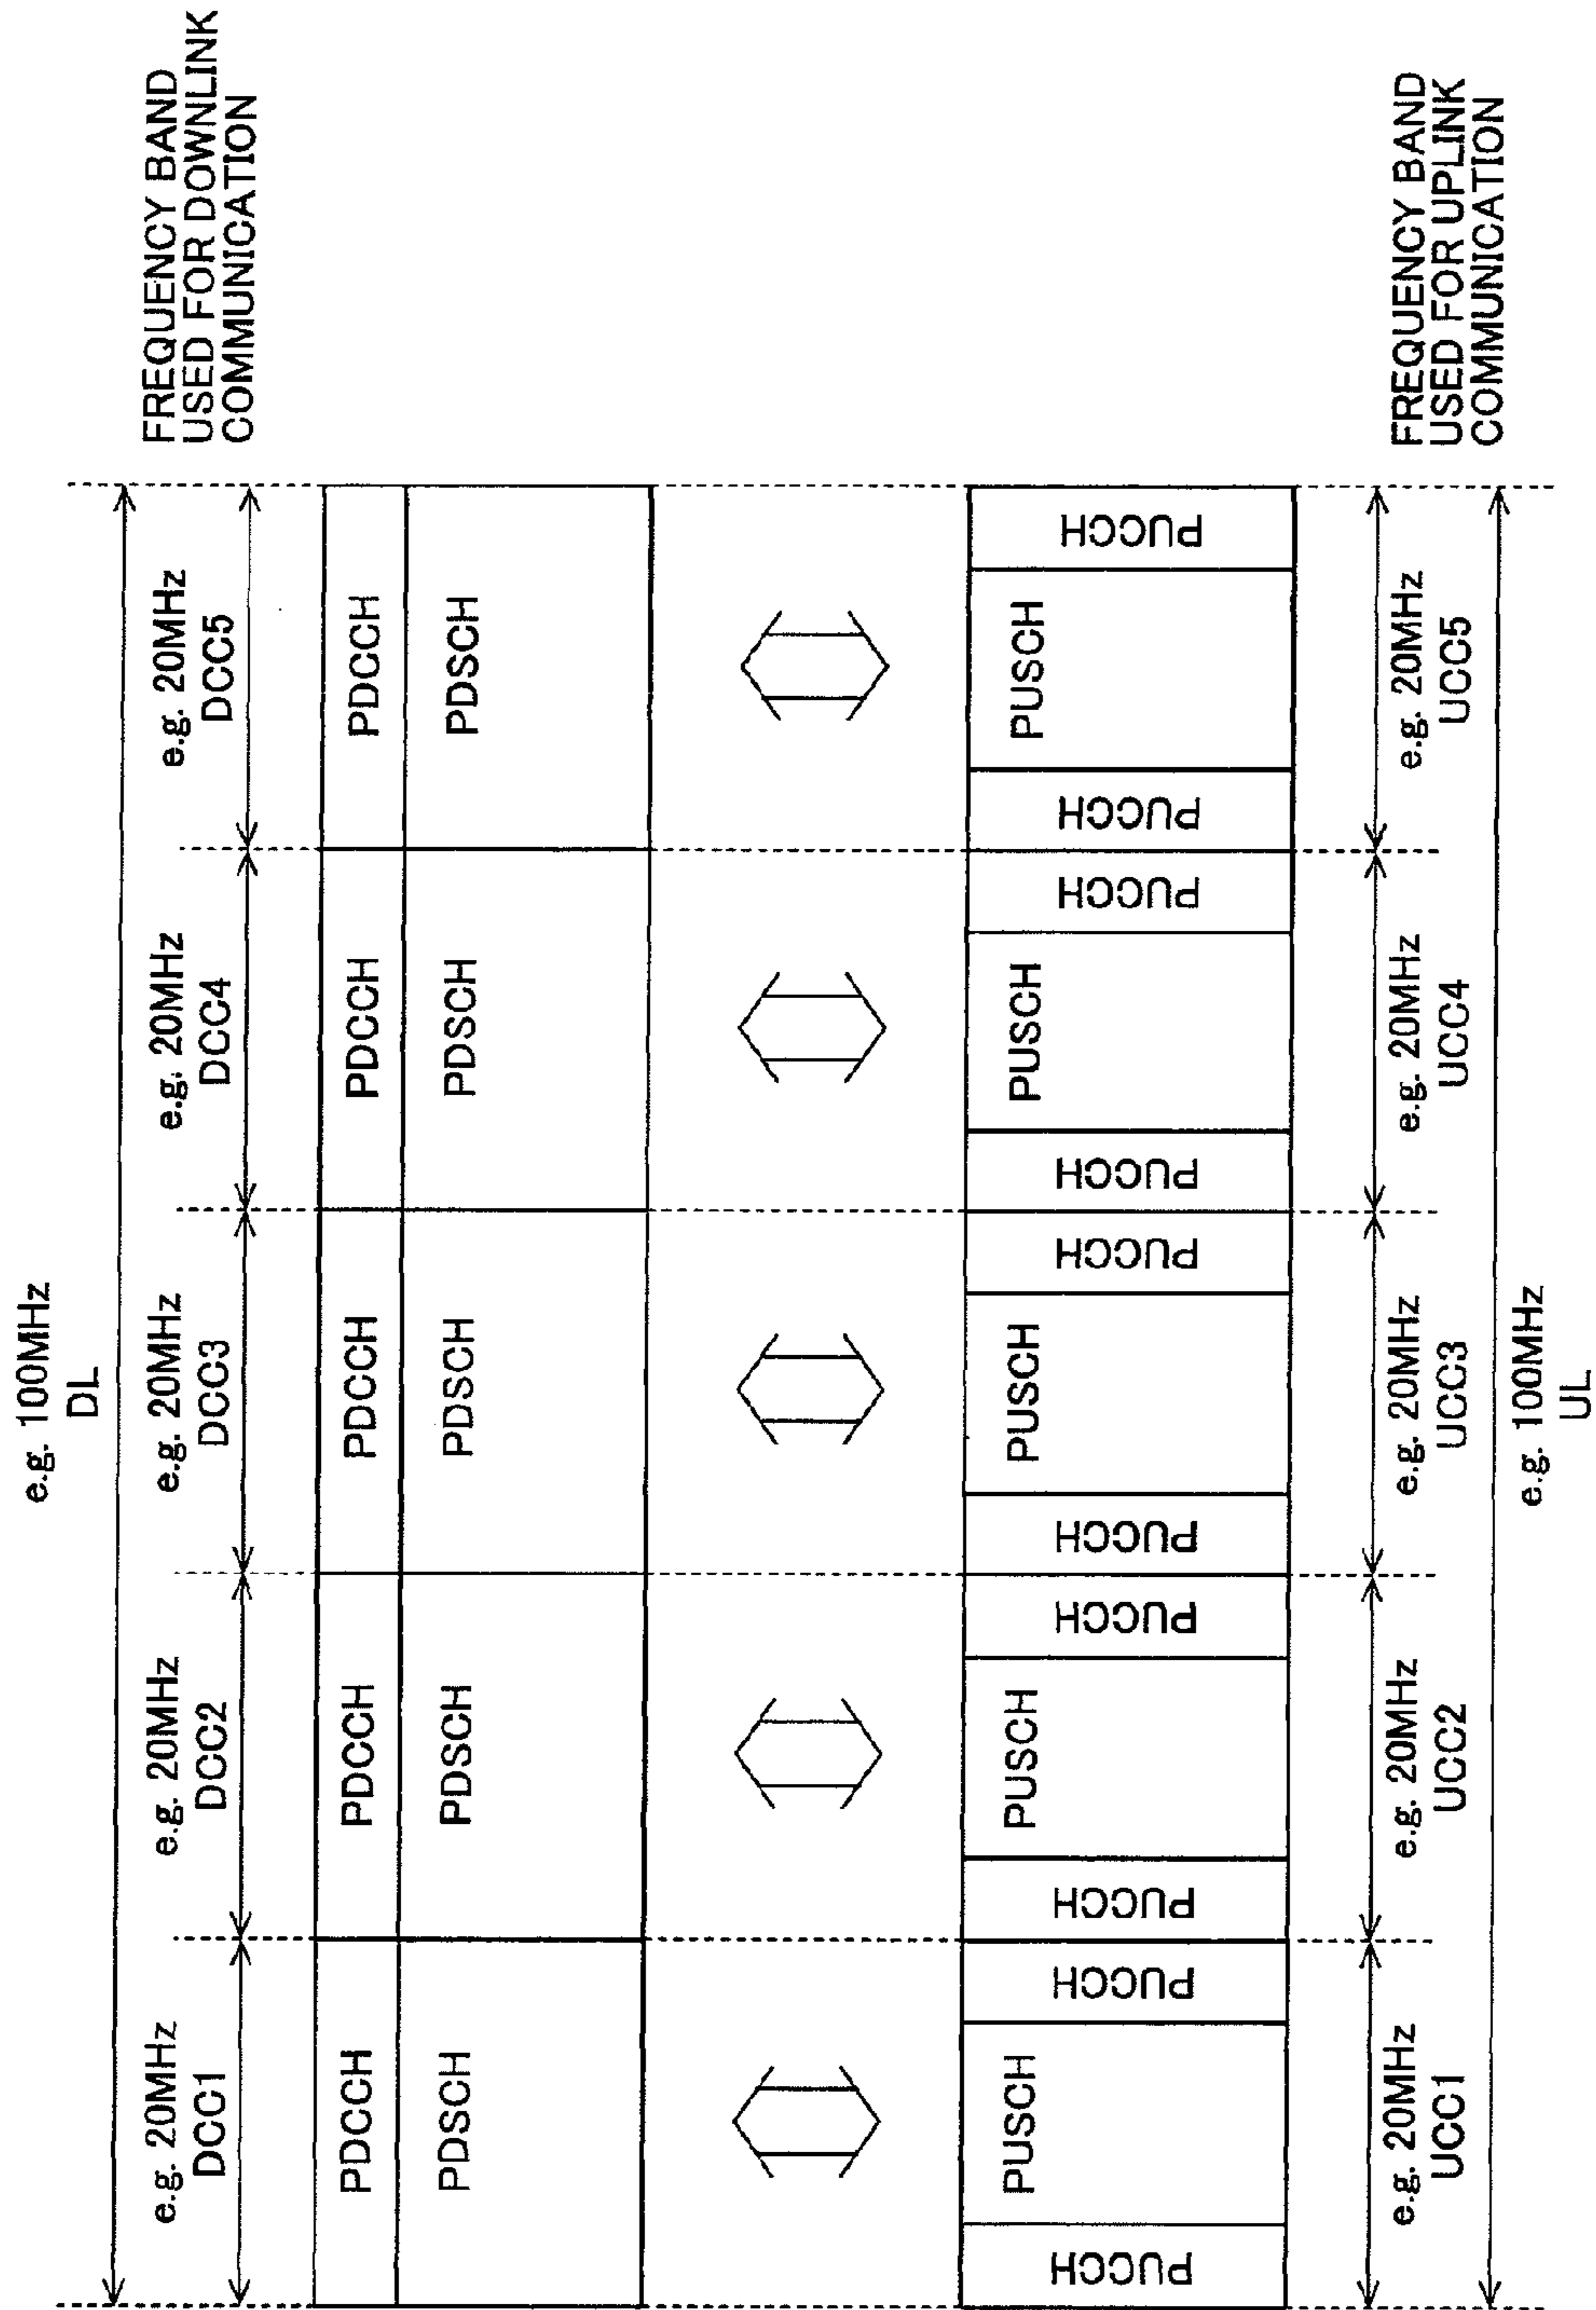 e.g. 100MHz
DL
FREQUENCY BAND
USED FOR DOWNLINK
COMMUNICATION
e.g. 20MHz
DCC1
e.g. 20MHz
DCC2
e.g. 20MHz
DCC3
e.g. 20MHz
DCC4
e.g. 20MHz
DCC5
PDCCH
PDCCH
PDCCH
PDCCH
PDCCH
PDSCH
PDSCH
PDSCH
PDSCH
PDSCH
PUCCH
PUSCH
PUCCH
PUCCH
PUSCH
PUCCH
PUCCH
PUSCH
PUCCH
PUCCH
PUSCH
PUCCH
PUCCH
PUSCH
PUCCH
e.g. 20MHz
UCC1
e.g. 20MHz
UCC2
e.g. 20MHz
UCC3
e.g. 20MHz
UCC4
e.g. 20MHz
UCC5
FREQUENCY BAND
USED FOR UPLINK
COMMUNICATION
e.g. 100MHz
UL